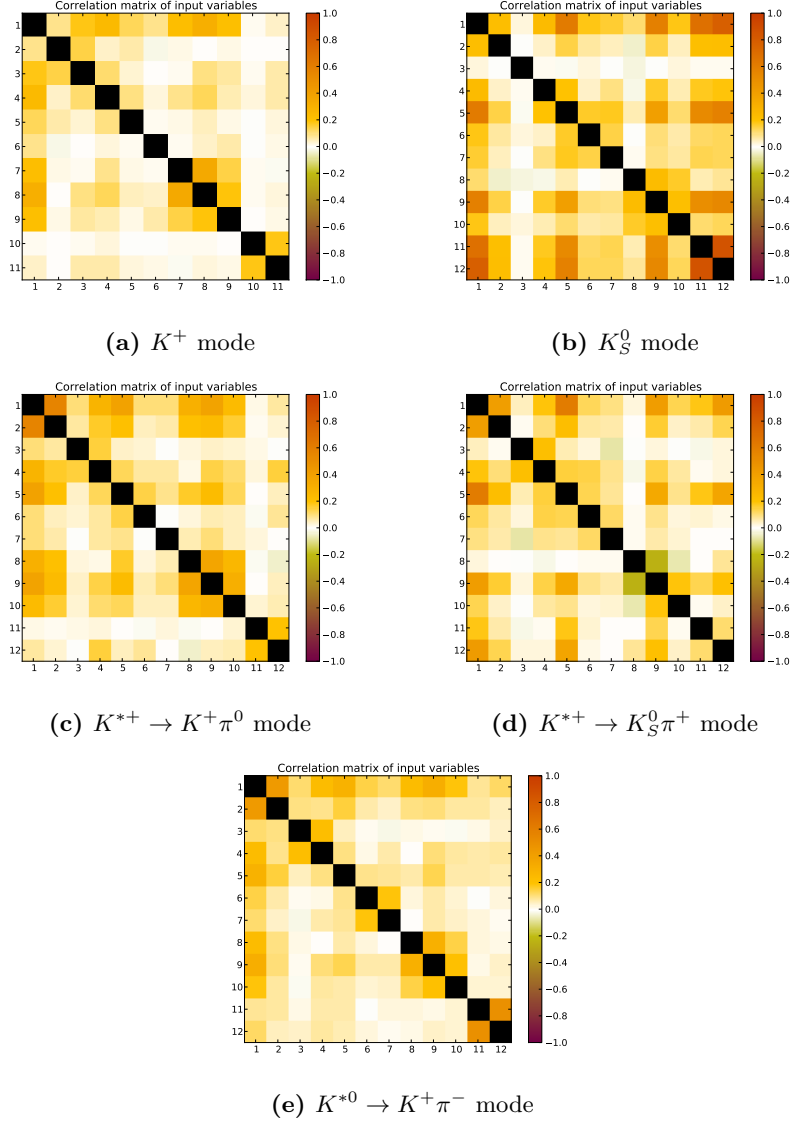 Correlation matrix of input variables
1 2 3 4 5 6 7 8 9 10 11
1 2 3 4 5 6 7 8 9 10 11
1.0 0.8 0.6 0.4 0.2 0.0 −0.2 −0.4 −0.6 −0.8 −1.0
(a) K+ mode
Correlation matrix of input variables
1 2 3 4 5 6 7 8 9 10 11 12
1 2 3 4 5 6 7 8 9 10 11 12
1.0 0.8 0.6 0.4 0.2 0.0 −0.2 −0.4 −0.6 −0.8 −1.0
(b) K0S mode
Correlation matrix of input variables
1 2 3 4 5 6 7 8 9 10 11 12
1 2 3 4 5 6 7 8 9 10 11 12
1.0 0.8 0.6 0.4 0.2 0.0 −0.2 −0.4 −0.6 −0.8 −1.0
(c) K*+ → K+π0 mode
Correlation matrix of input variables
1 2 3 4 5 6 7 8 9 10 11 12
1 2 3 4 5 6 7 8 9 10 11 12
1.0 0.8 0.6 0.4 0.2 0.0 −0.2 −0.4 −0.6 −0.8 −1.0
(d) K*+ → K0Sπ+ mode
Correlation matrix of input variables
1 2 3 4 5 6 7 8 9 10 11 12
1 2 3 4 5 6 7 8 9 10 11 12
1.0 0.8 0.6 0.4 0.2 0.0 −0.2 −0.4 −0.6 −0.8 −1.0
(e) K*0 → K+π− mode